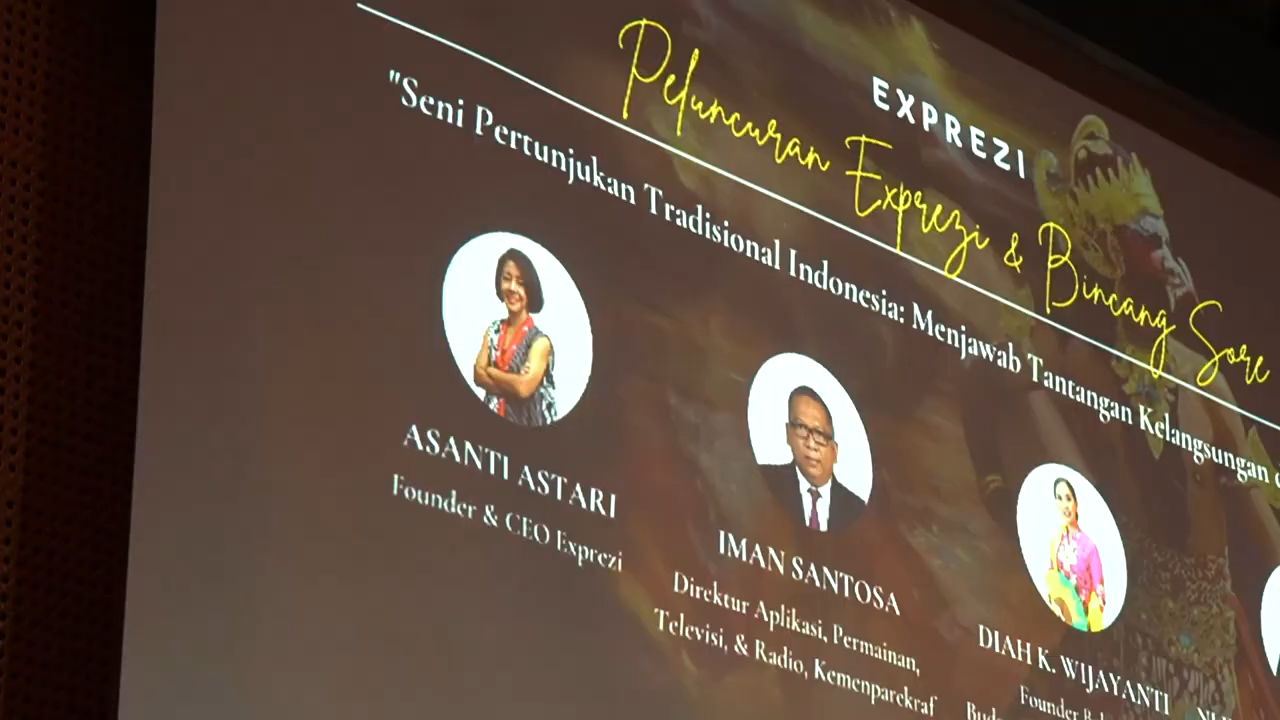 EXPREZI
Peluncuran Exprezi & Bincang Sore
"Seni Pertunjukan Tradisional Indonesia: Menjawab Tantangan Kelangsungan
ASANTI ASTARI
Founder & CEO Exprezi
IMAN SANTOSA
Direktur Aplikasi, Permainan,
Televisi, & Radio, Kemenparekraf
DIAH K. WIJAYANTI
Founder